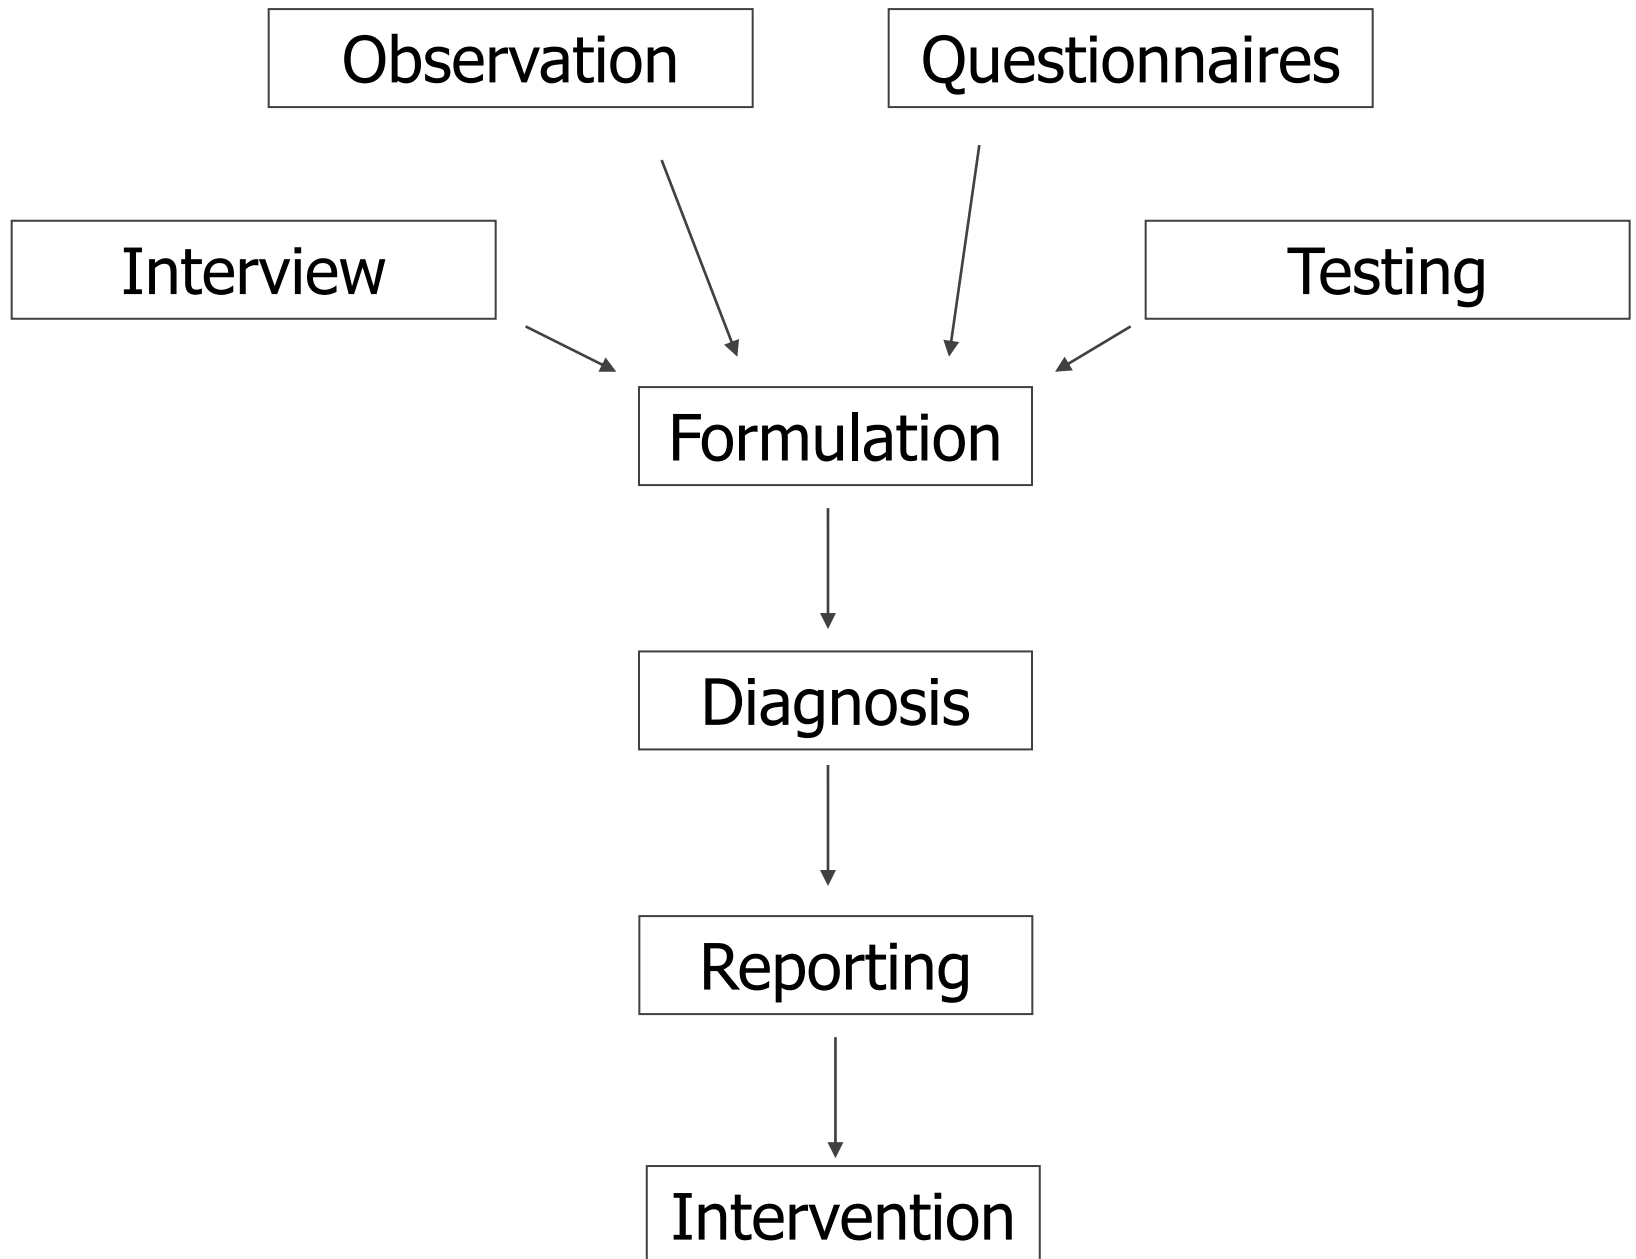 Observation
Questionnaires
Interview
Testing
Formulation
Diagnosis
Reporting
Intervention